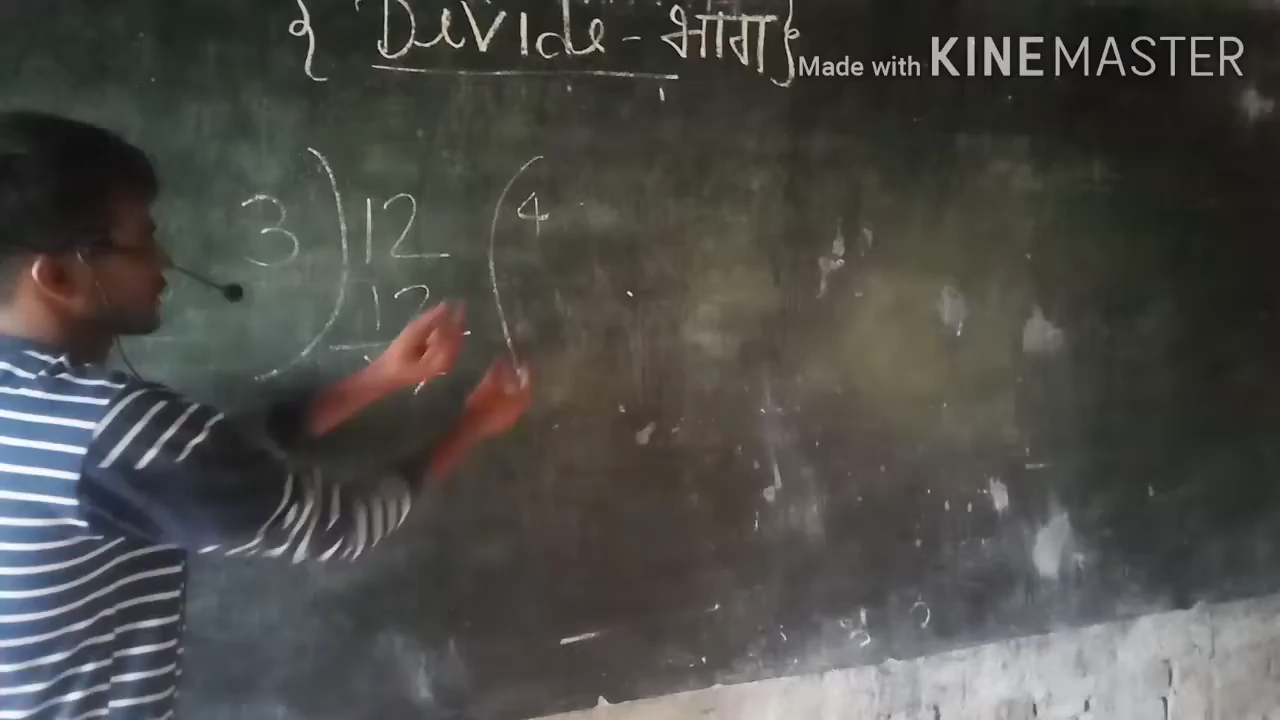 { Divide - भाग }
Made with KINEMASTER
3 ) 12 ( 4
12